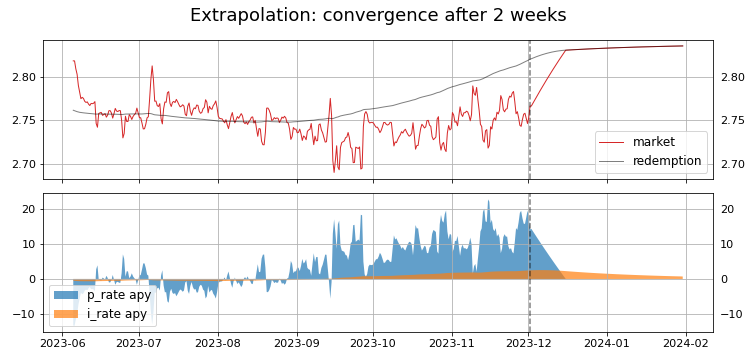 Extrapolation: convergence after 2 weeks
2.80 2.80
2.75 2.75
2.70 2.70
market
redemption
20 20
10 10
0 0
−10 −10
p_rate apy
i_rate apy
2023-06 2023-07 2023-08 2023-09 2023-10 2023-11 2023-12 2024-01 2024-02